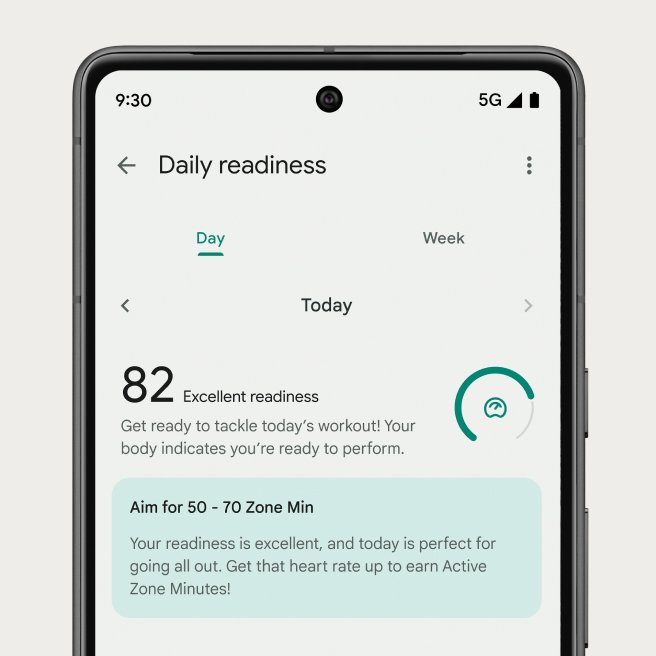 9:30 5G
Daily readiness
Day Week
Today
82 Excellent readiness
Get ready to tackle today’s workout! Your
body indicates you’re ready to perform.
Aim for 50 - 70 Zone Min
Your readiness is excellent, and today is perfect for
going all out. Get that heart rate up to earn Active
Zone Minutes!